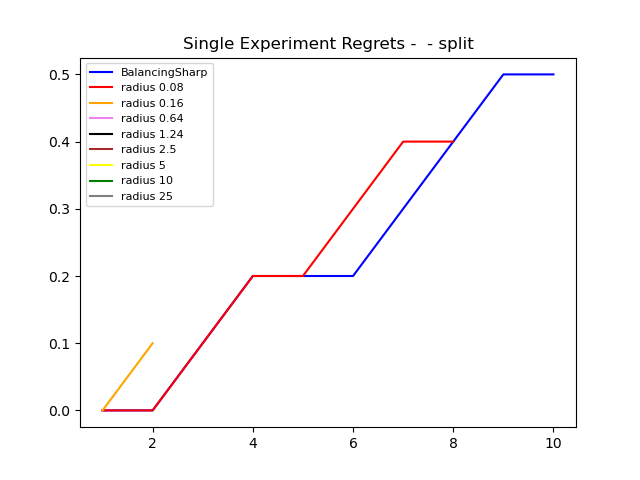 Single Experiment Regrets -  - split
0.5
0.4
0.3
0.2
0.1
0.0
BalancingSharp
radius 0.08
radius 0.16
radius 0.64
radius 1.24
radius 2.5
radius 5
radius 10
radius 25
2 4 6 8 10